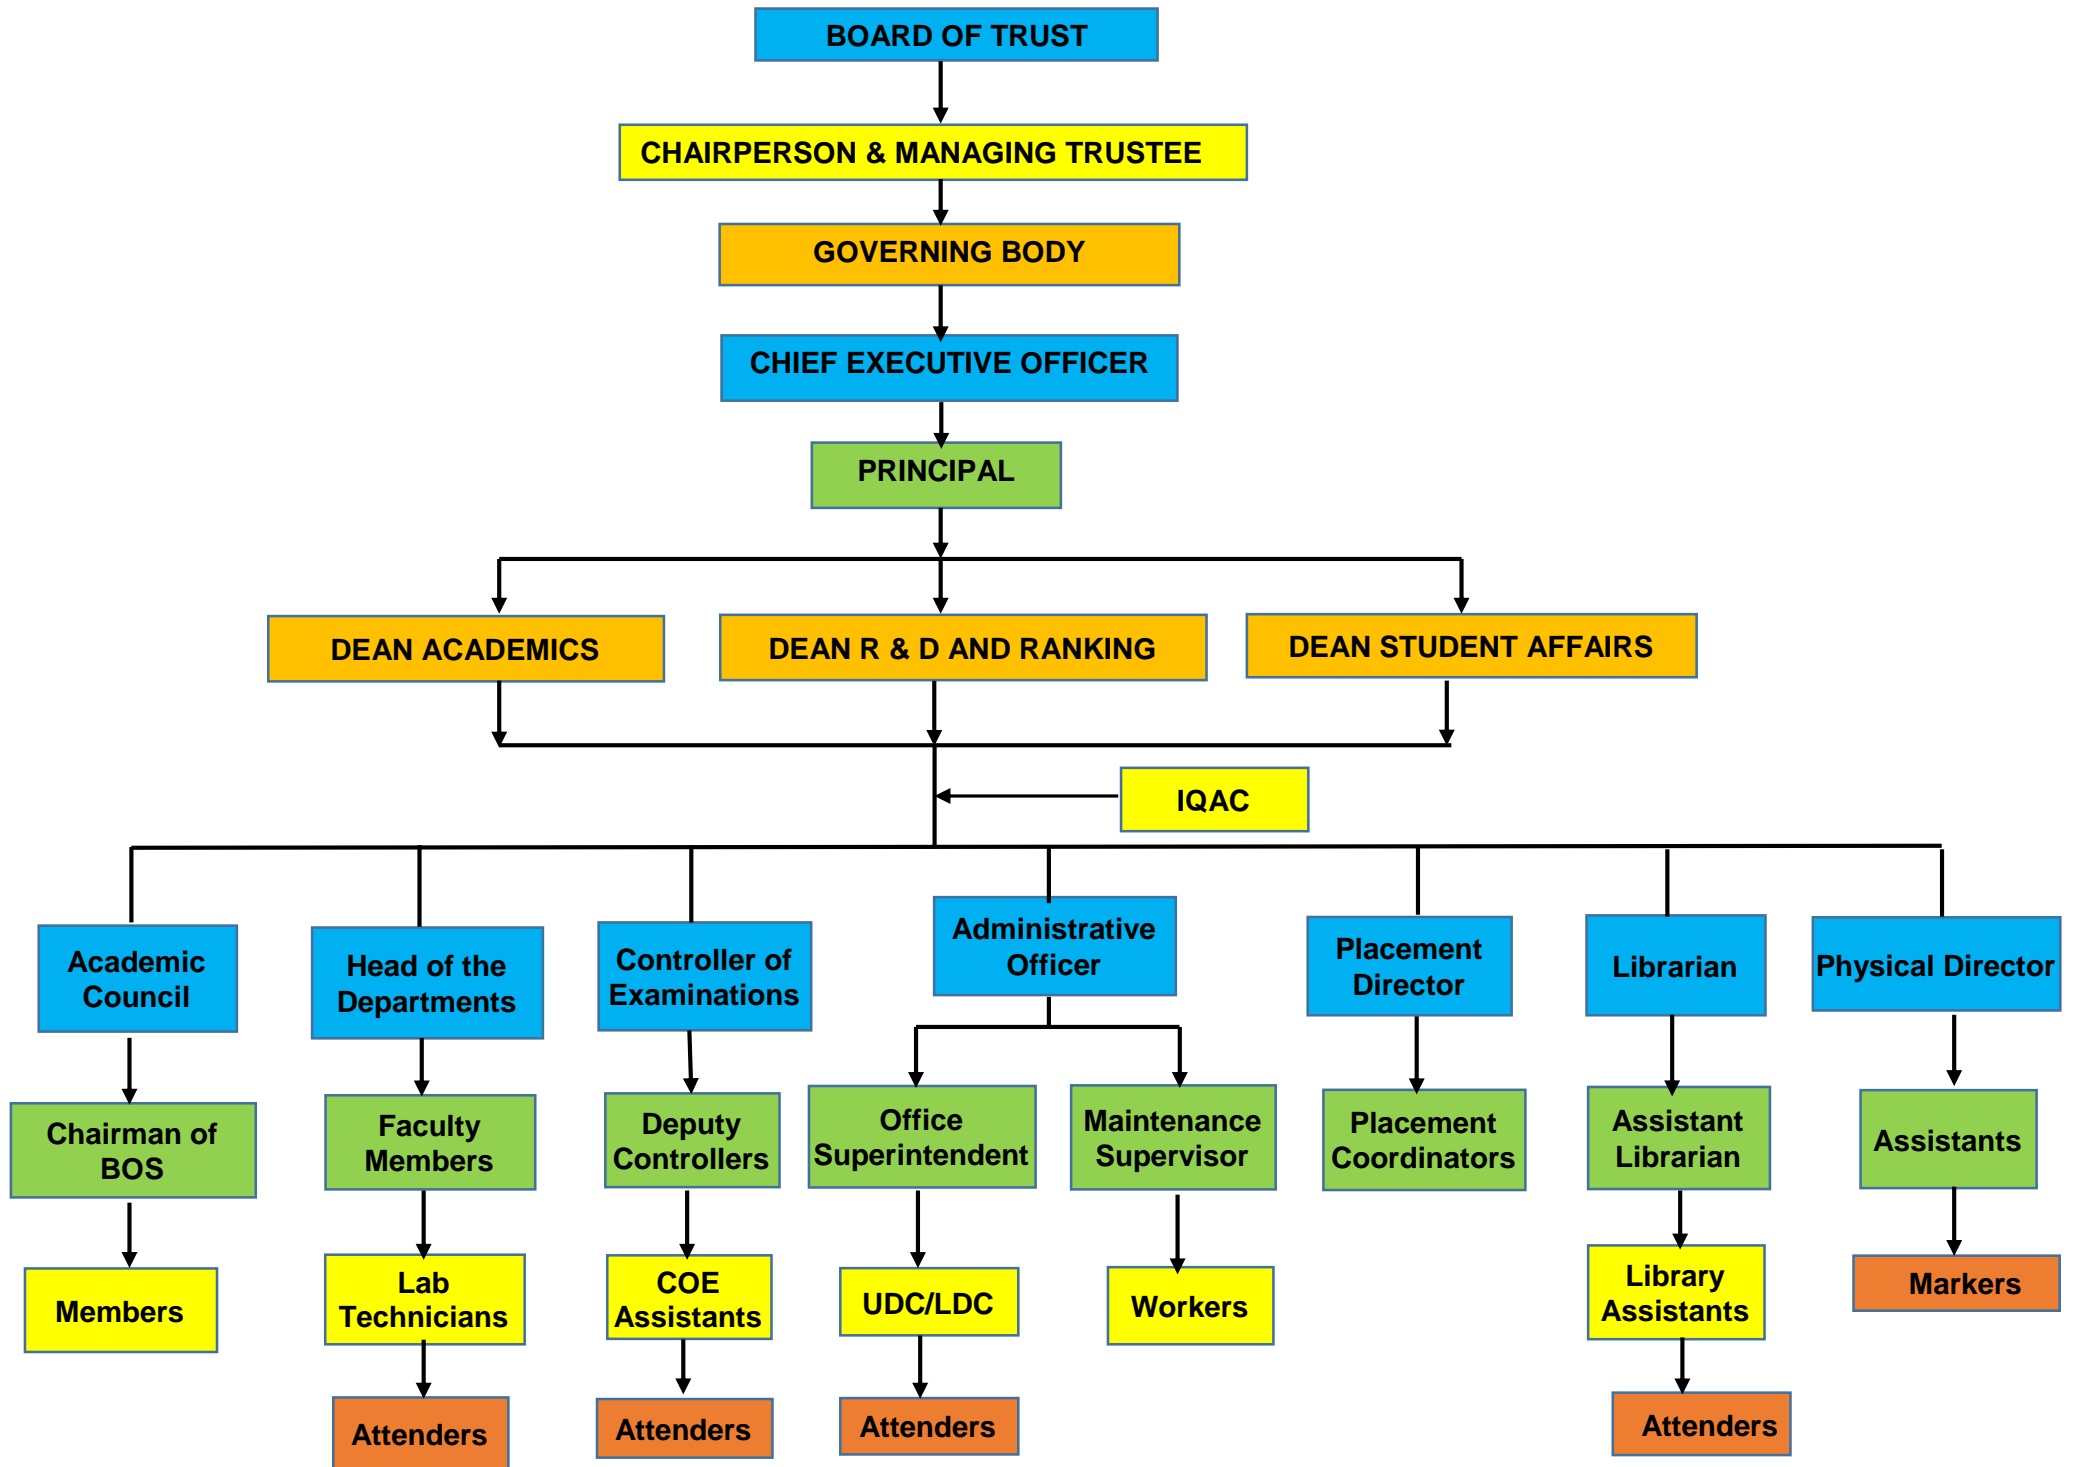 BOARD OF TRUST
CHAIRPERSON & MANAGING TRUSTEE
GOVERNING BODY
CHIEF EXECUTIVE OFFICER
PRINCIPAL
DEAN ACADEMICS
DEAN R & D AND RANKING
DEAN STUDENT AFFAIRS
IQAC
Academic
Council
Head of the
Departments
Controller of
Examinations
Administrative
Officer
Placement
Director
Librarian
Physical Director
Chairman of
BOS
Faculty
Members
Deputy
Controllers
Office
Superintendent
Maintenance
Supervisor
Placement
Coordinators
Assistant
Librarian
Assistants
Members
Lab
Technicians
COE
Assistants
UDC/LDC
Workers
Library
Assistants
Markers
Attenders
Attenders
Attenders
Attenders